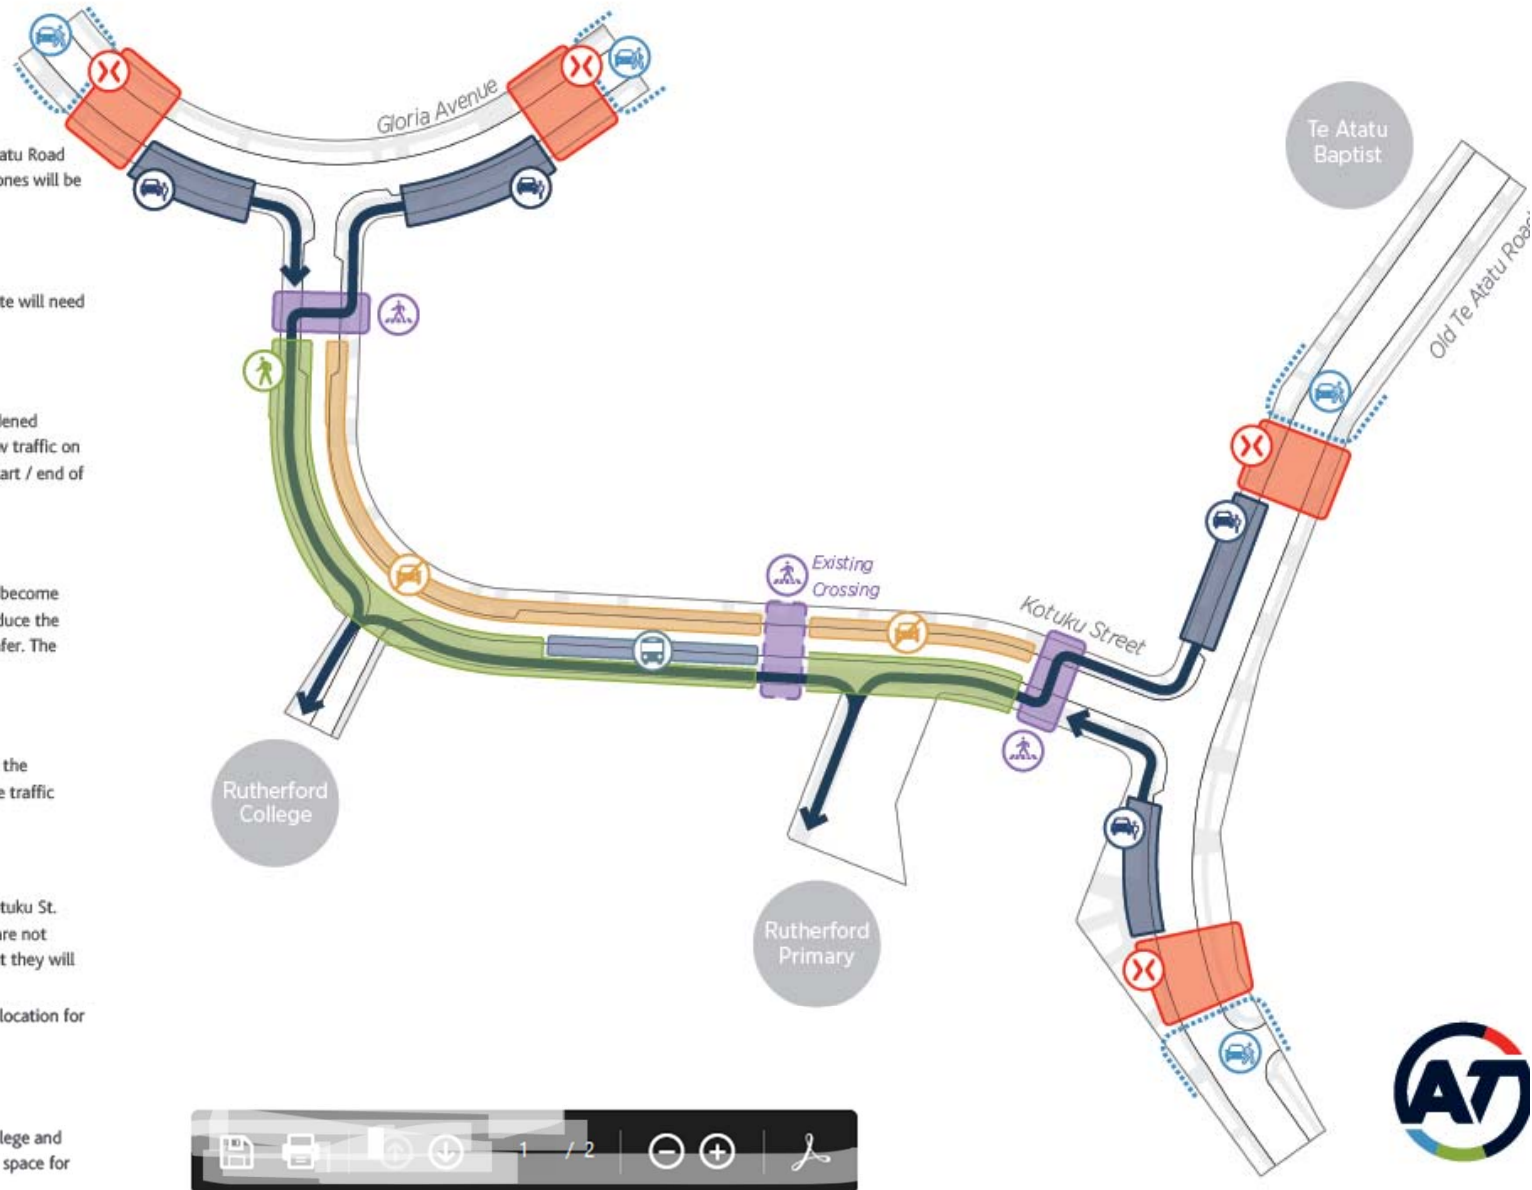 atu Road
ones will be
te will need
dened
w traffic on
art / end of
become
duce the
afer. The
the
e traffic
tuku St.
are not
t they will
location for
lege and
space for
Gloria Avenue
Te Atatu
Baptist
Old Te Atatu Road
Existing
Crossing
Kotuku Street
Rutherford
College
Rutherford
Primary
1 / 2
AT